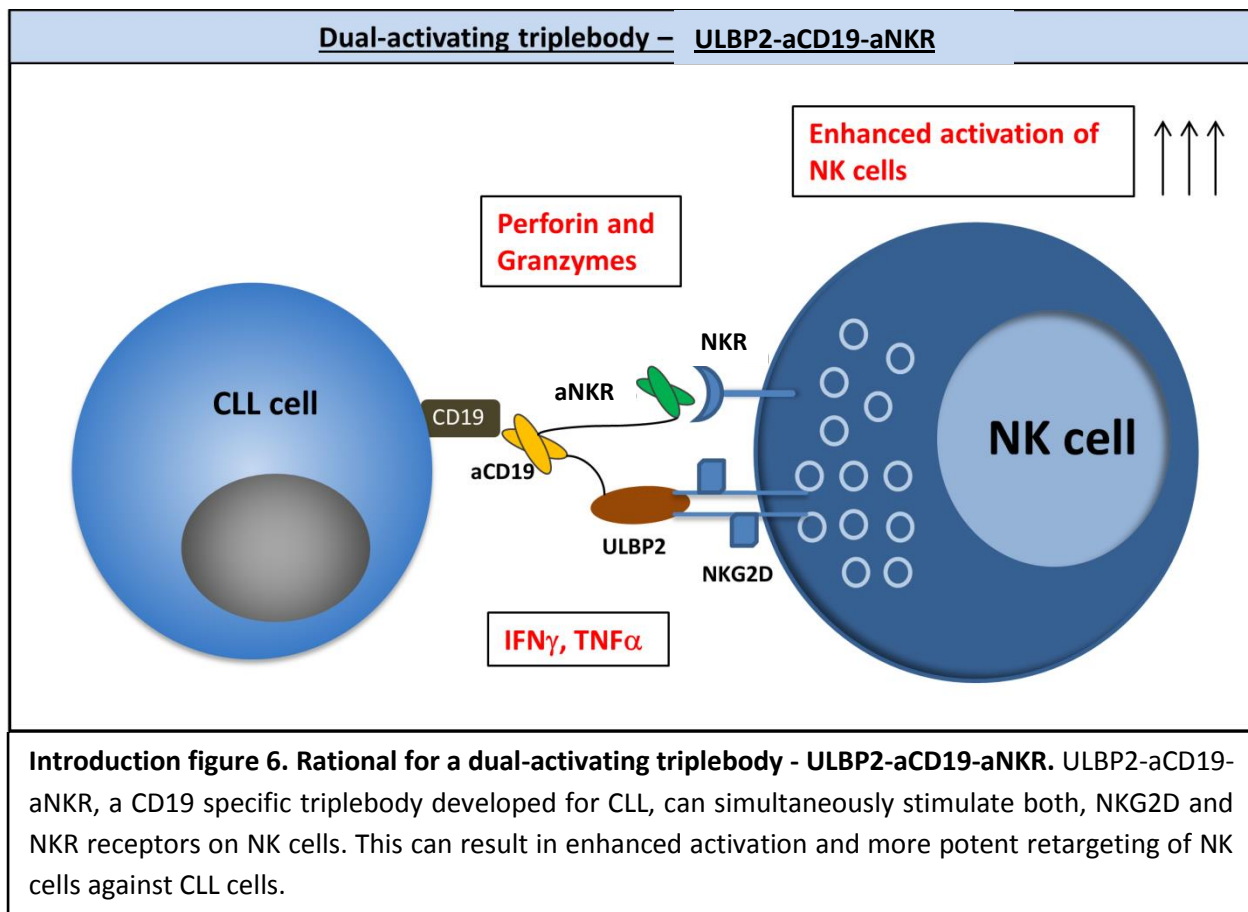 Dual-activating triplebody – ULBP2-aCD19-aNKR
Enhanced activation of
NK cells
Perforin and
Granzymes
NKR
aNKR
CLL cell
CD19
aCD19
NK cell
ULBP2
NKG2D
IFNγ, TNFα
Introduction figure 6. Rational for a dual-activating triplebody - ULBP2-aCD19-aNKR. ULBP2-aCD19-
aNKR, a CD19 specific triplebody developed for CLL, can simultaneously stimulate both, NKG2D and
NKR receptors on NK cells. This can result in enhanced activation and more potent retargeting of NK
cells against CLL cells.